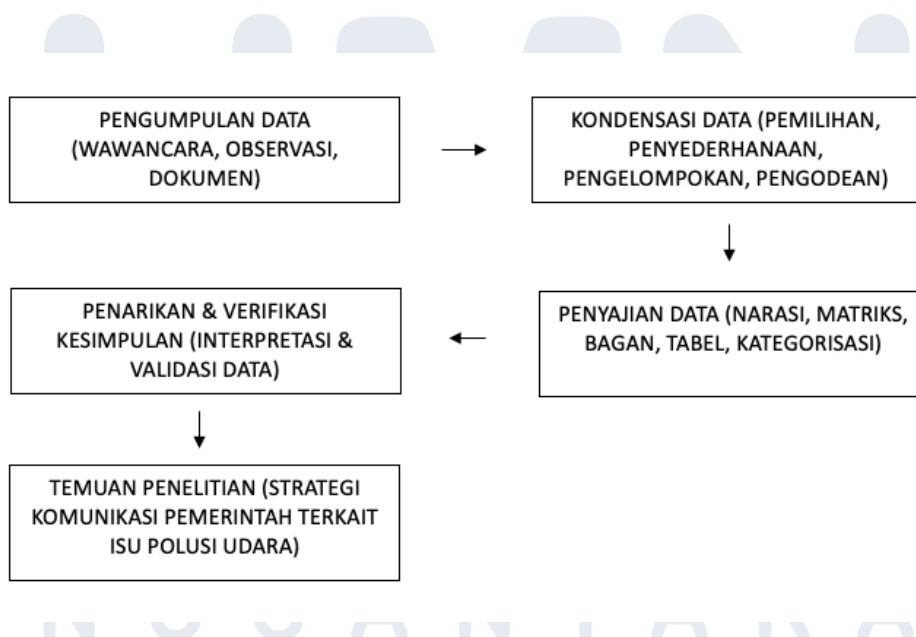 PENGUMPULAN DATA
(WAWANCARA, OBSERVASI,
DOKUMEN)
KONDENSASI DATA (PEMILIHAN,
PENYEDERHANAAN,
PENGELOMPOKAN, PENGODEAN)
PENYAJIAN DATA (NARASI, MATRIKS,
BAGAN, TABEL, KATEGORISASI)
PENARIKAN & VERIFIKASI
KESIMPULAN (INTERPRETASI &
VALIDASI DATA)
TEMUAN PENELITIAN (STRATEGI
KOMUNIKASI PEMERINTAH TERKAIT
ISU POLUSI UDARA)
N U S A N T A R A